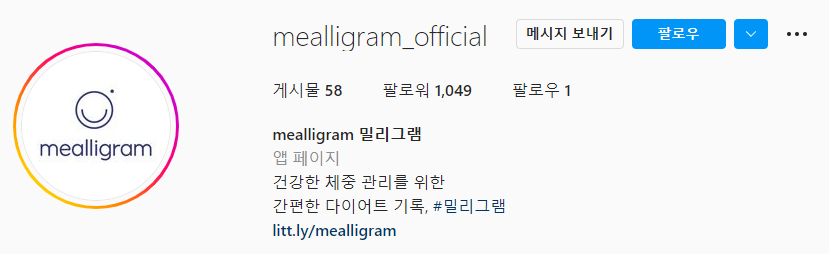 mealligram_official 메시지 보내기 팔로우
게시물 58 팔로워 1,049 팔로우 1
mealligram
mealligram 밀리그램
앱 페이지
건강한 체중 관리를 위한
간편한 다이어트 기록, #밀리그램
litt.ly/mealligram